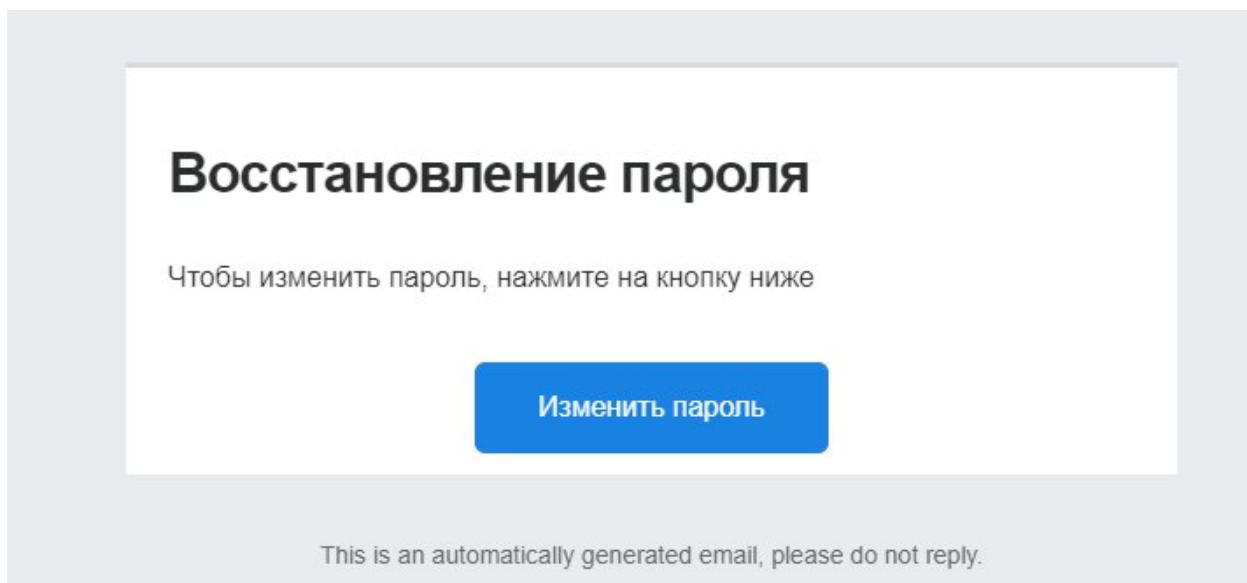 Восстановление пароля
Чтобы изменить пароль, нажмите на кнопку ниже
Изменить пароль
This is an automatically generated email, please do not reply.